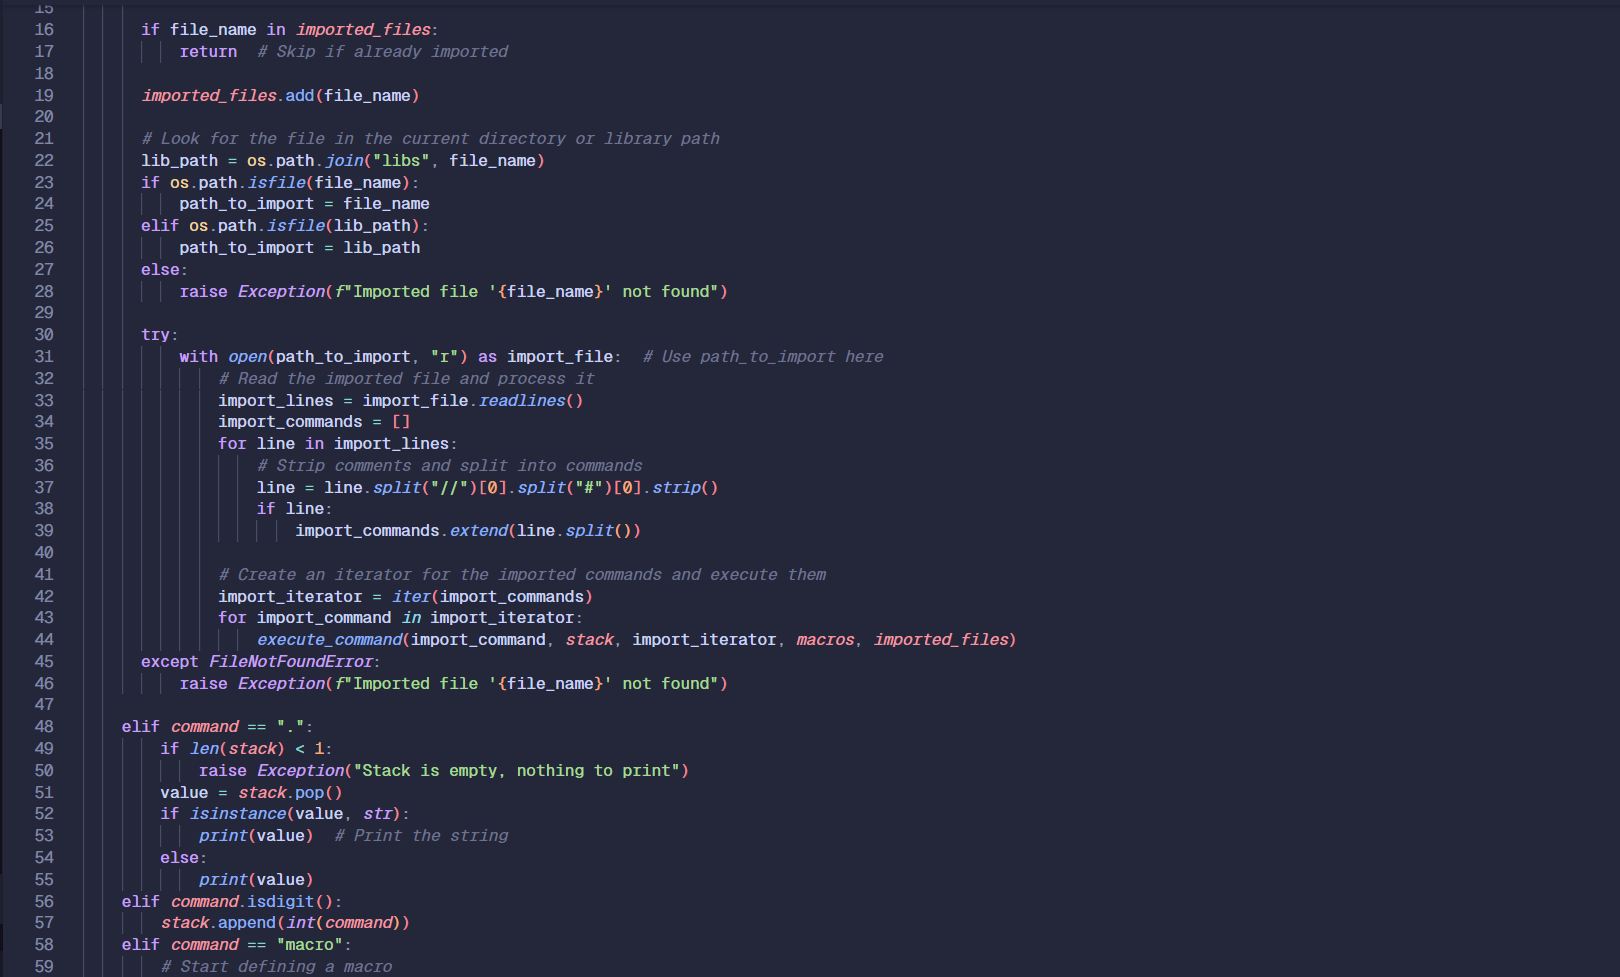 15
16 if file_name in imported_files:
17 return # Skip if already imported
18
19 imported_files.add(file_name)
20
21 # Look for the file in the current directory or library path
22 lib_path = os.path.join("libs", file_name)
23 if os.path.isfile(file_name):
24 path_to_import = file_name
25 elif os.path.isfile(lib_path):
26 path_to_import = lib_path
27 else:
28 raise Exception(f"Imported file '{file_name}' not found")
29
30 try:
31 with open(path_to_import, "r") as import_file: # Use path_to_import here
32 # Read the imported file and process it
33 import_lines = import_file.readlines()
34 import_commands = []
35 for line in import_lines:
36 # Strip comments and split into commands
37 line = line.split("//")[0].split("#")[0].strip()
38 if line:
39 import_commands.extend(line.split())
40
41 # Create an iterator for the imported commands and execute them
42 import_iterator = iter(import_commands)
43 for import_command in import_iterator:
44 execute_command(import_command, stack, import_iterator, macros, imported_files)
45 except FileNotFoundError:
46 raise Exception(f"Imported file '{file_name}' not found")
47
48 elif command == ".":
49 if len(stack) < 1:
50 raise Exception("Stack is empty, nothing to print")
51 value = stack.pop()
52 if isinstance(value, str):
53 print(value) # Print the string
54 else:
55 print(value)
56 elif command.isdigit():
57 stack.append(int(command))
58 elif command == "macro":
59 # Start defining a macro